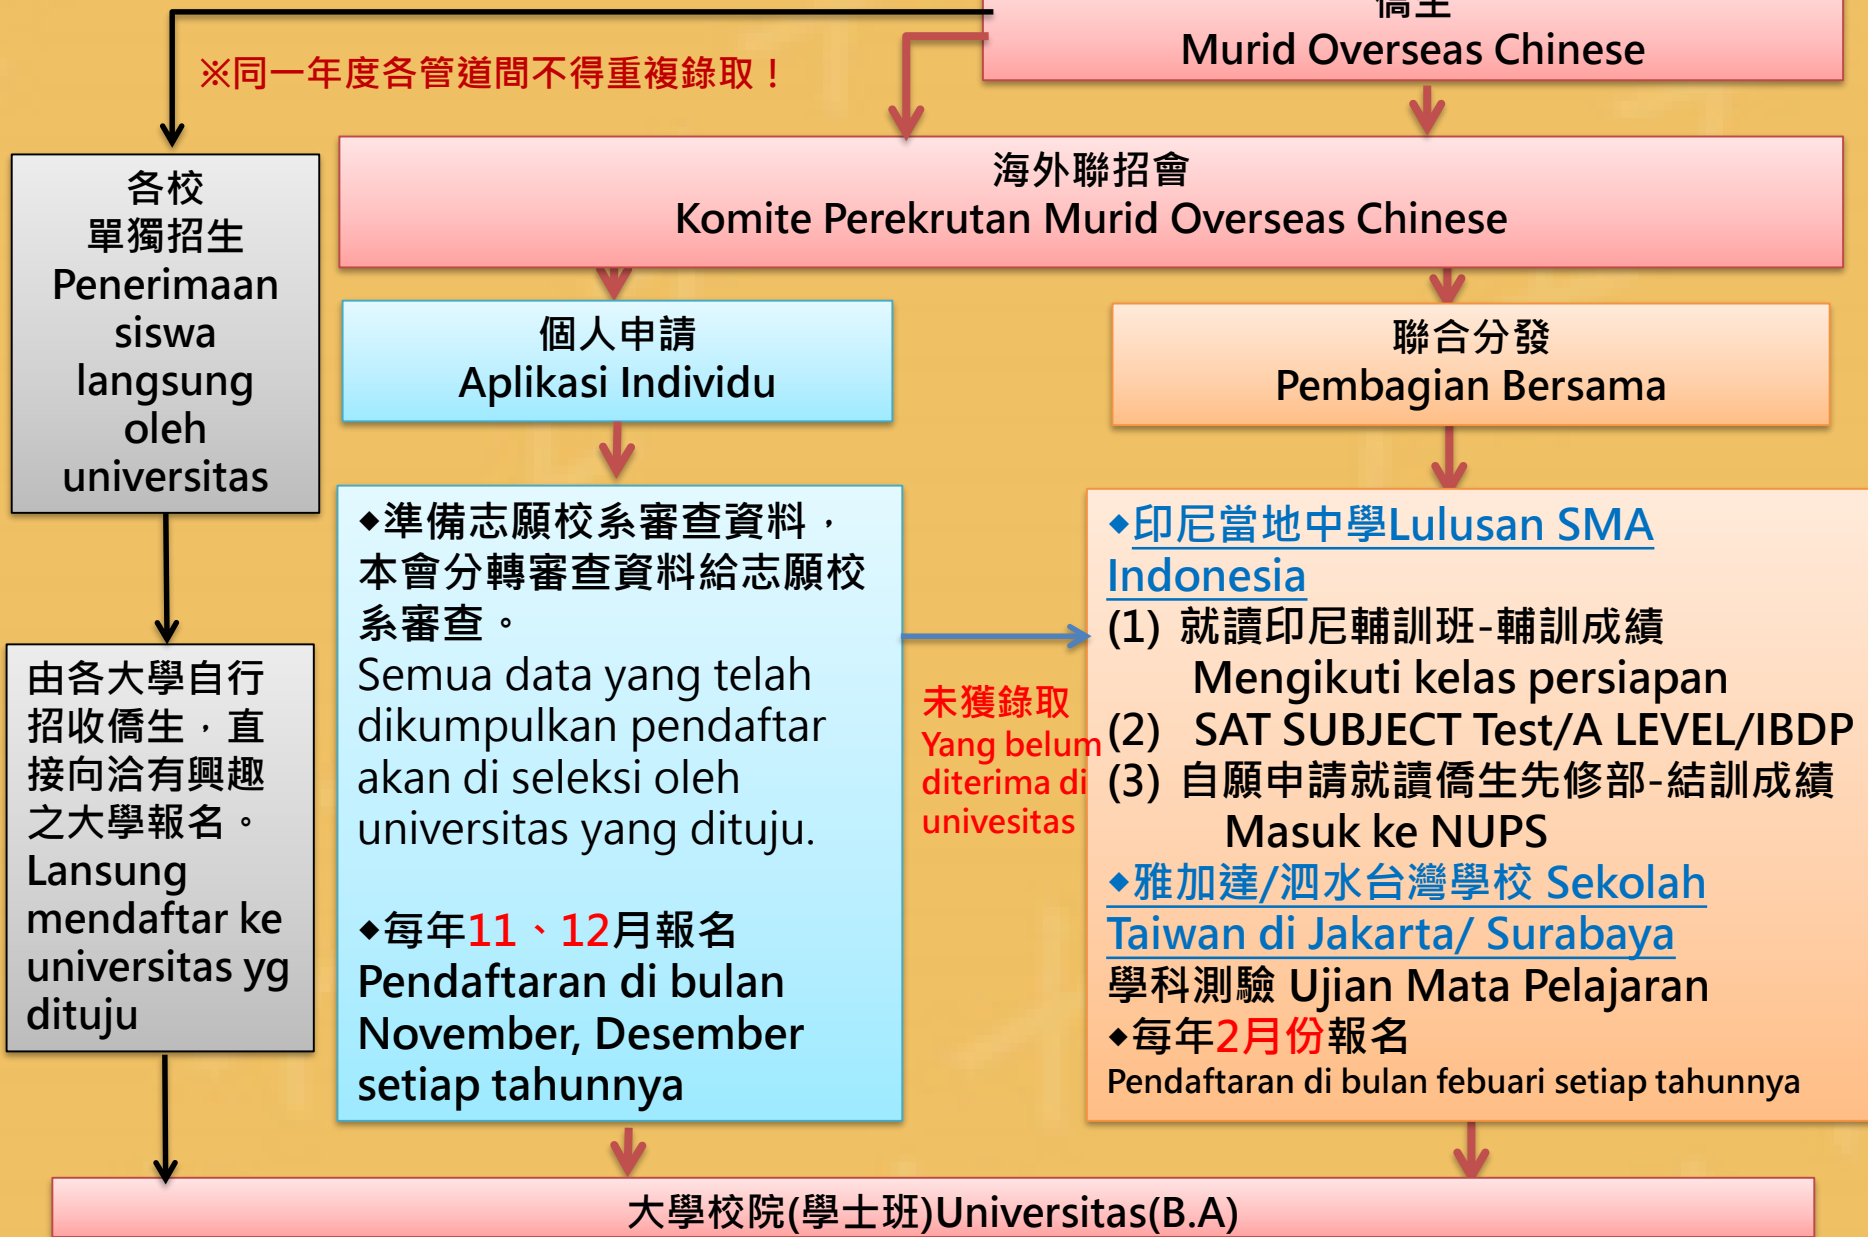 僑生
Murid Overseas Chinese
※同一年度各管道間不得重複錄取！
海外聯招會
Komite Perekrutan Murid Overseas Chinese
各校
單獨招生
Penerimaan
siswa
langsung
oleh
universitas
個人申請
Aplikasi Individu
聯合分發
Pembagian Bersama
由各大學自行
招收僑生，直
接向洽有興趣
之大學報名。
Lansung
mendaftar ke
universitas yg
dituju
◆準備志願校系審查資料，
本會分轉審查資料給志願校
系審查。
Semua data yang telah
dikumpulkan pendaftar
akan di seleksi oleh
universitas yang dituju.
◆每年11、12月報名
Pendaftaran di bulan
November, Desember
setiap tahunnya
未獲錄取
Yang belum
diterima di
univesitas
◆印尼當地中學Lulusan SMA
Indonesia
(1) 就讀印尼輔訓班-輔訓成績
Mengikuti kelas persiapan
(2) SAT SUBJECT Test/A LEVEL/IBDP
(3) 自願申請就讀僑生先修部-結訓成績
Masuk ke NUPS
◆雅加達/泗水台灣學校 Sekolah
Taiwan di Jakarta/ Surabaya
學科測驗 Ujian Mata Pelajaran
◆每年2月份報名
Pendaftaran di bulan febuari setiap tahunnya
大學校院(學士班)Universitas(B.A)